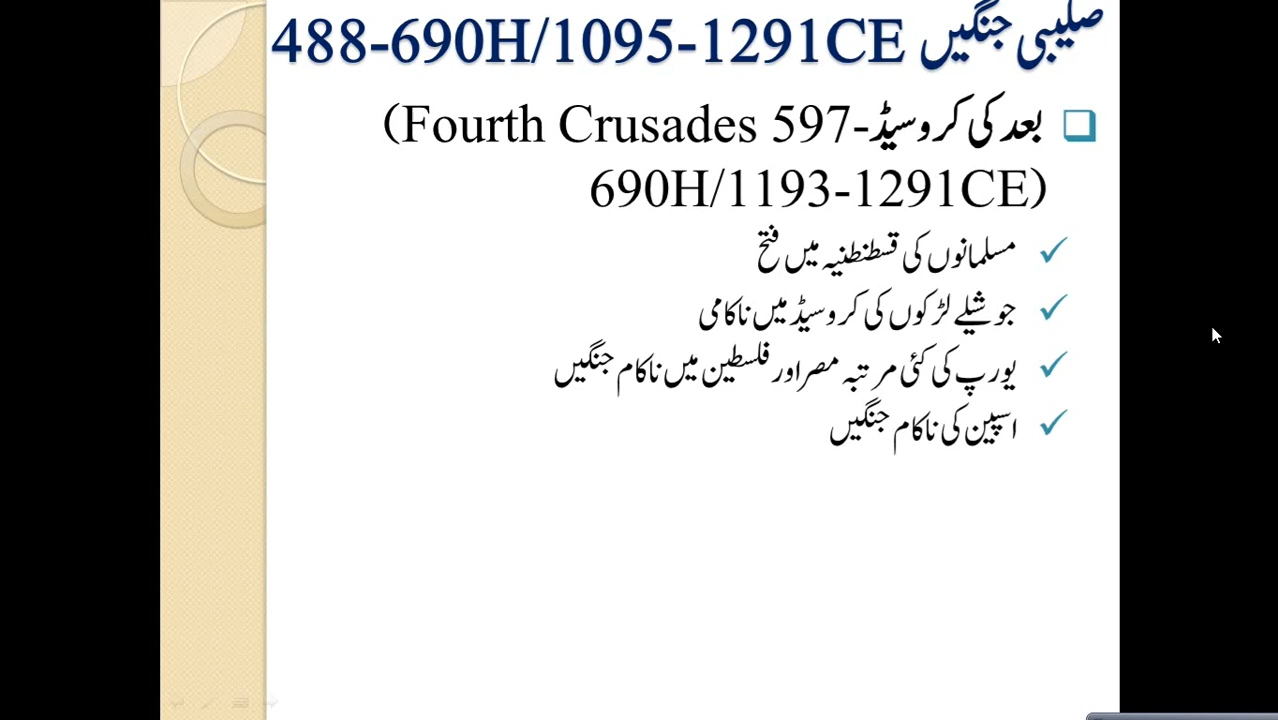 صلیبی جنگیں 488-690H/1095-1291CE
بعد کی کروسیڈ-Fourth Crusades 597)
690H/1193-1291CE)
مسلمانوں کی قسطنطنیہ میں فتح
جوشیلے لڑکوں کی کروسیڈ میں ناکامی
یورپ کی کئی مرتبہ مصراور فلسطین میں ناکام جنگیں
اسپین کی ناکام جنگیں